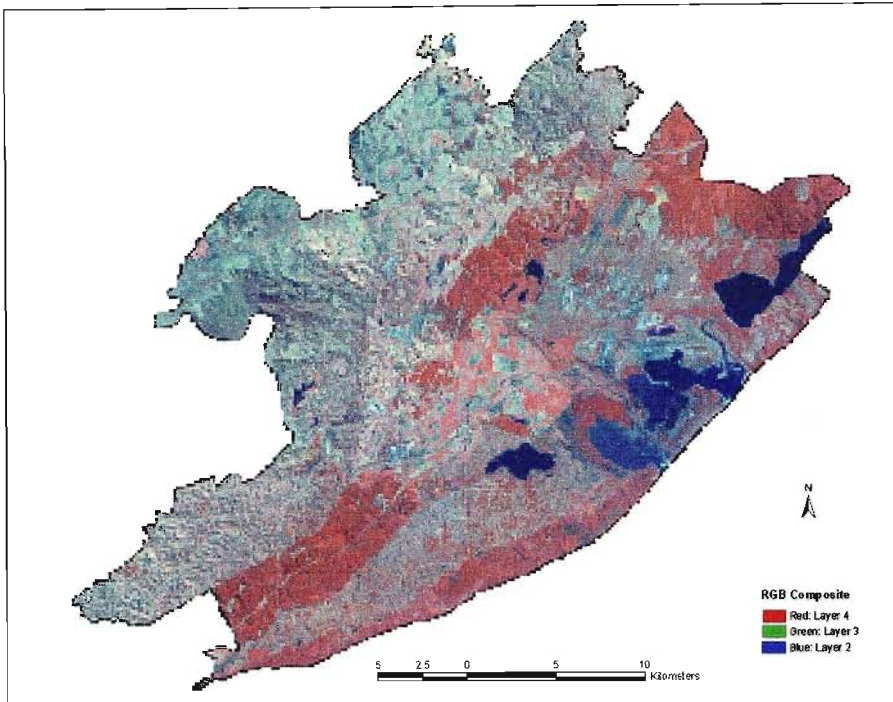 N
RGB Composite
Red: Layer 4
Green: Layer 3
Blue: Layer 2
5 2.5 0 5 10
Kilometers